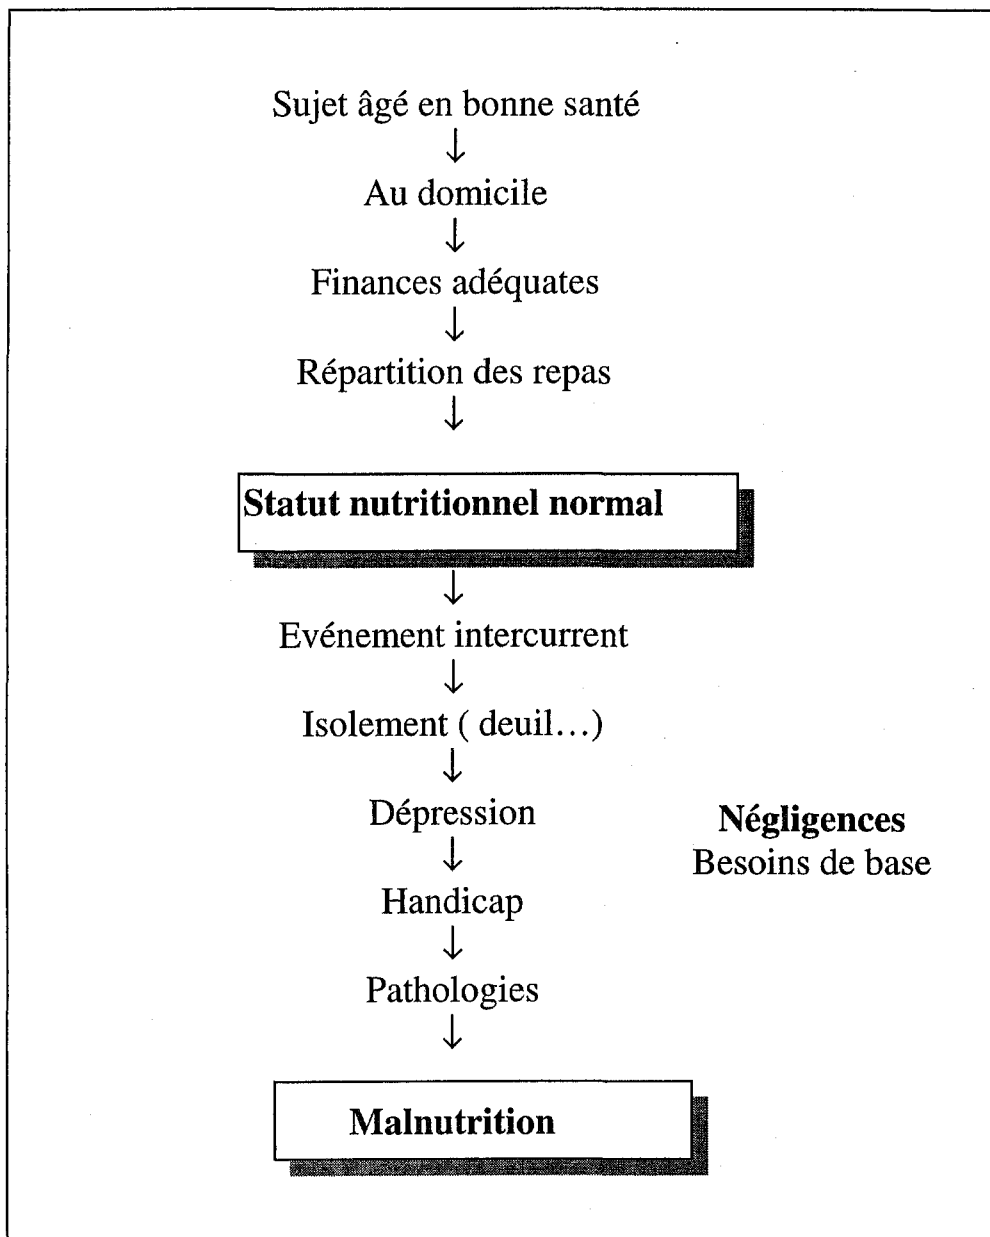 Sujet âgé en bonne santé
↓
Au domicile
↓
Finances adéquates
↓
Répartition des repas
↓
Statut nutritionnel normal
↓
Evénement intercurrent
↓
Isolement ( deuil…)
↓
Dépression
↓
Négligences
Besoins de base
Handicap
↓
Pathologies
↓
Malnutrition